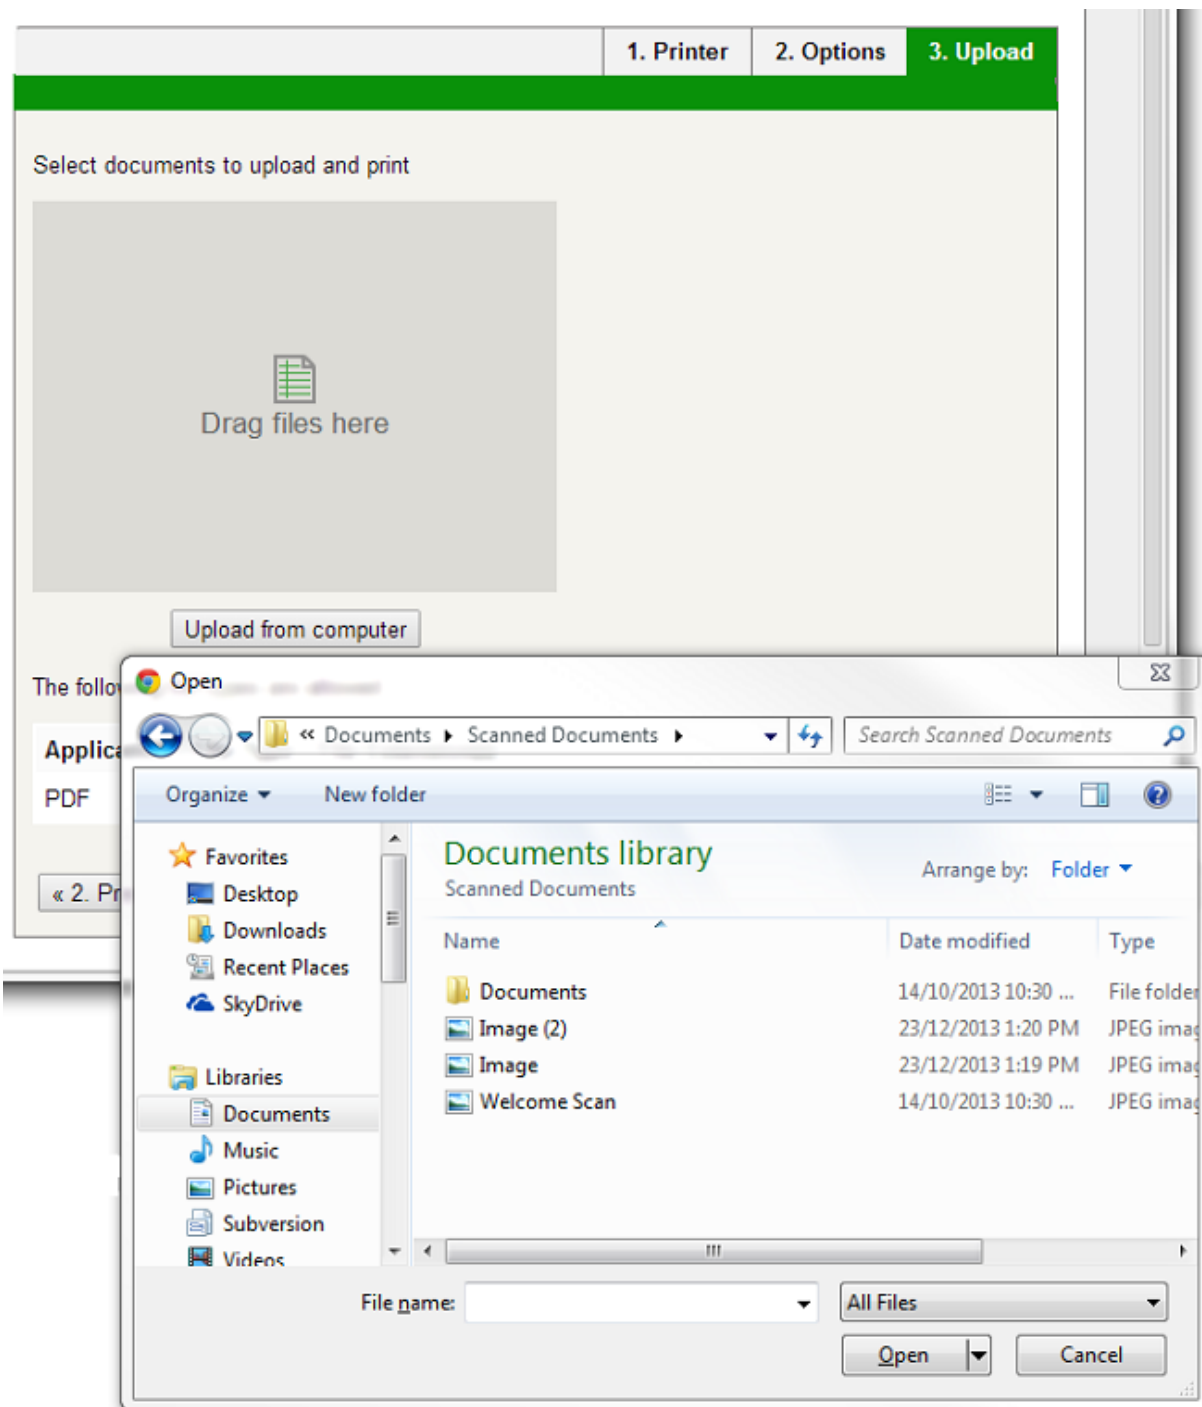 1. Printer 2. Options 3. Upload
Select documents to upload and print
Drag files here
Upload from computer
The follow
Open
« Documents Scanned Documents Search Scanned Documents
Applica
PDF
Organize New folder
Favorites
Desktop
Downloads
Recent Places
SkyDrive
Libraries
Documents
Music
Pictures
Subversion
Videos
« 2. Pr
Documents library
Scanned Documents
Arrange by: Folder
Name Date modified Type
Documents 14/10/2013 10:30 ... File folder
Image (2) 23/12/2013 1:20 PM JPEG imag
Image 23/12/2013 1:19 PM JPEG imag
Welcome Scan 14/10/2013 10:30 ... JPEG imag
File name: All Files
Open Cancel